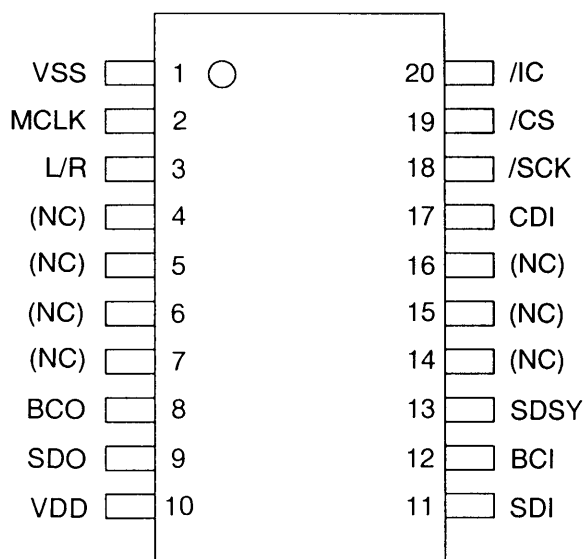 VSS 1 20 /IC
MCLK 2 19 /CS
L/R 3 18 /SCK
(NC) 4 17 CDI
(NC) 5 16 (NC)
(NC) 6 15 (NC)
(NC) 7 14 (NC)
BCO 8 13 SDSY
SDO 9 12 BCI
VDD 10 11 SDI